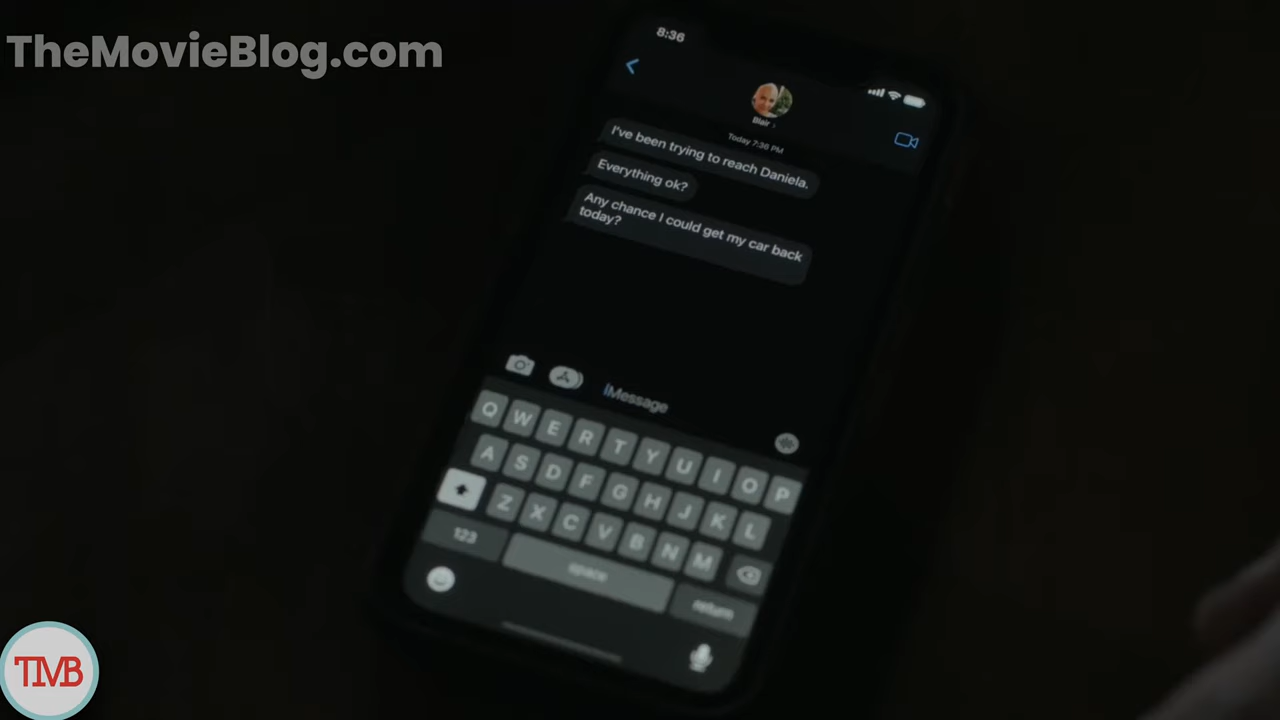 TheMovieBlog.com
8:36
Blair
Today 7:36 PM
I've been trying to reach Daniela.
Everything ok?
Any chance I could get my car back
today?
iMessage
Q W E R T Y U I O P
A S D F G H J K L
Z X C V B N M
123
space
return
TMB